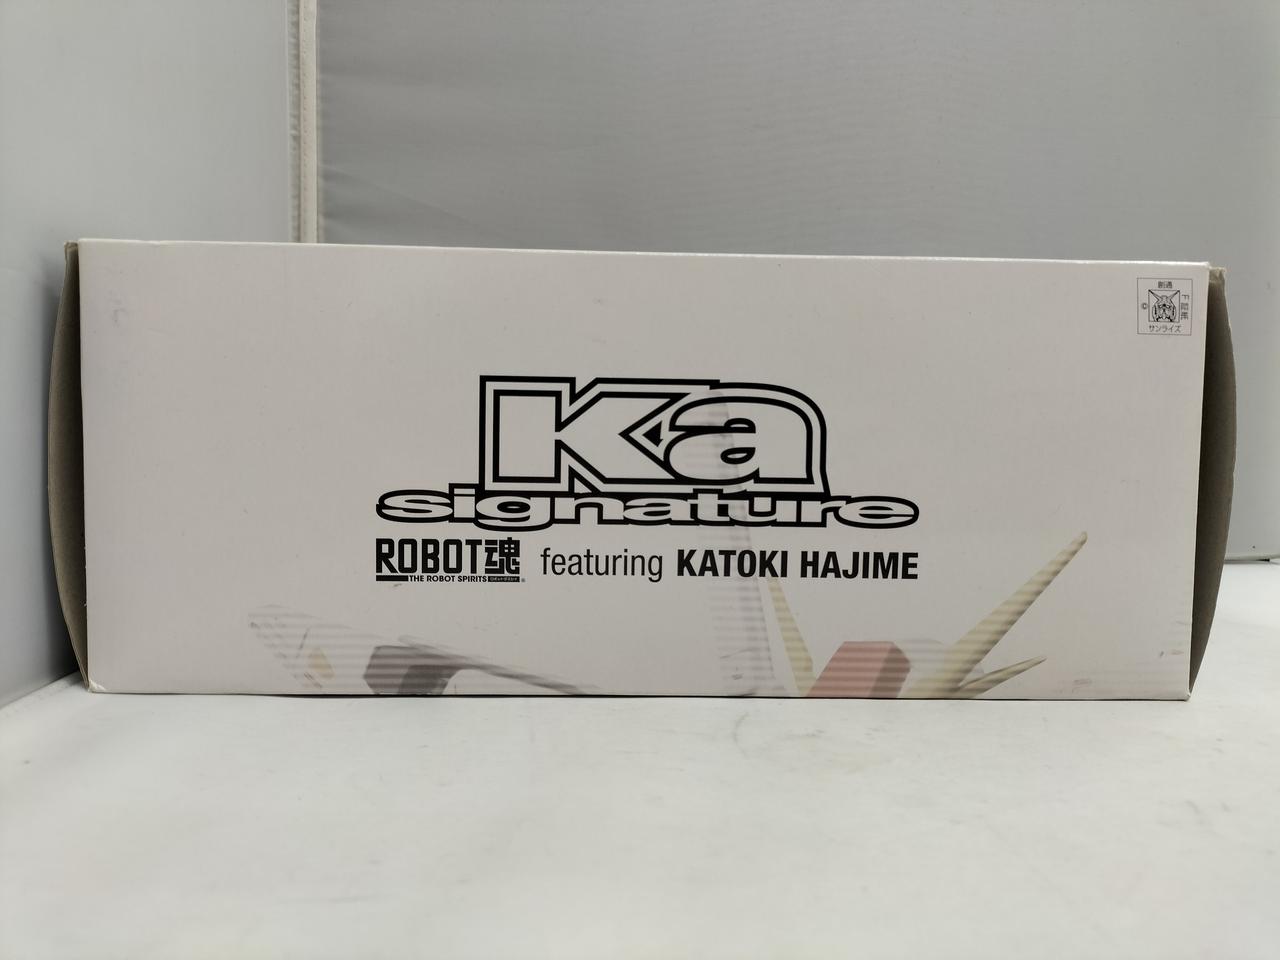 創通
©
サンライズ
Ka
signature
ROBOT魂 featuring KATOKI HAJIME
THE ROBOT SPIRITS